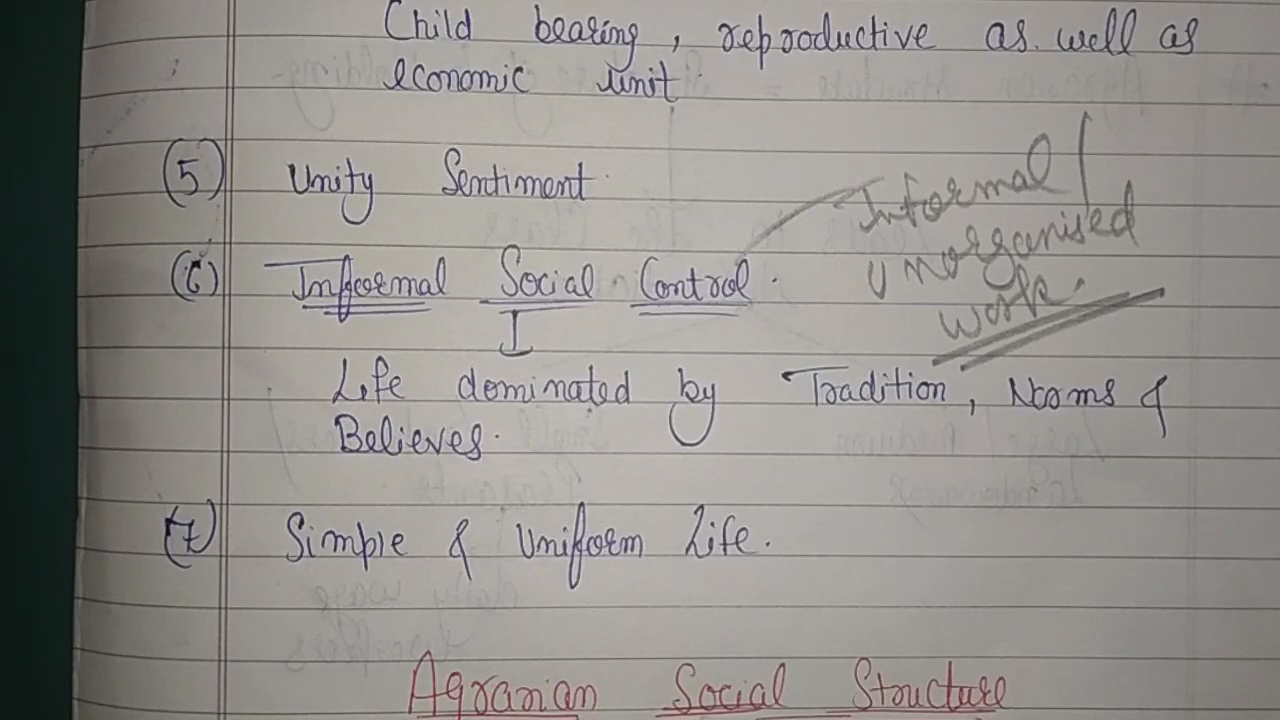 Child bearing, reproductive as well as
economic unit.
(5) Unity Sentiment.
(6) Informal Social Control.
Informal /
Unorganised
work.
Life dominated by Tradition, Norms &
Believes.
(7) Simple & Uniform Life.
Agrarian Social Structure